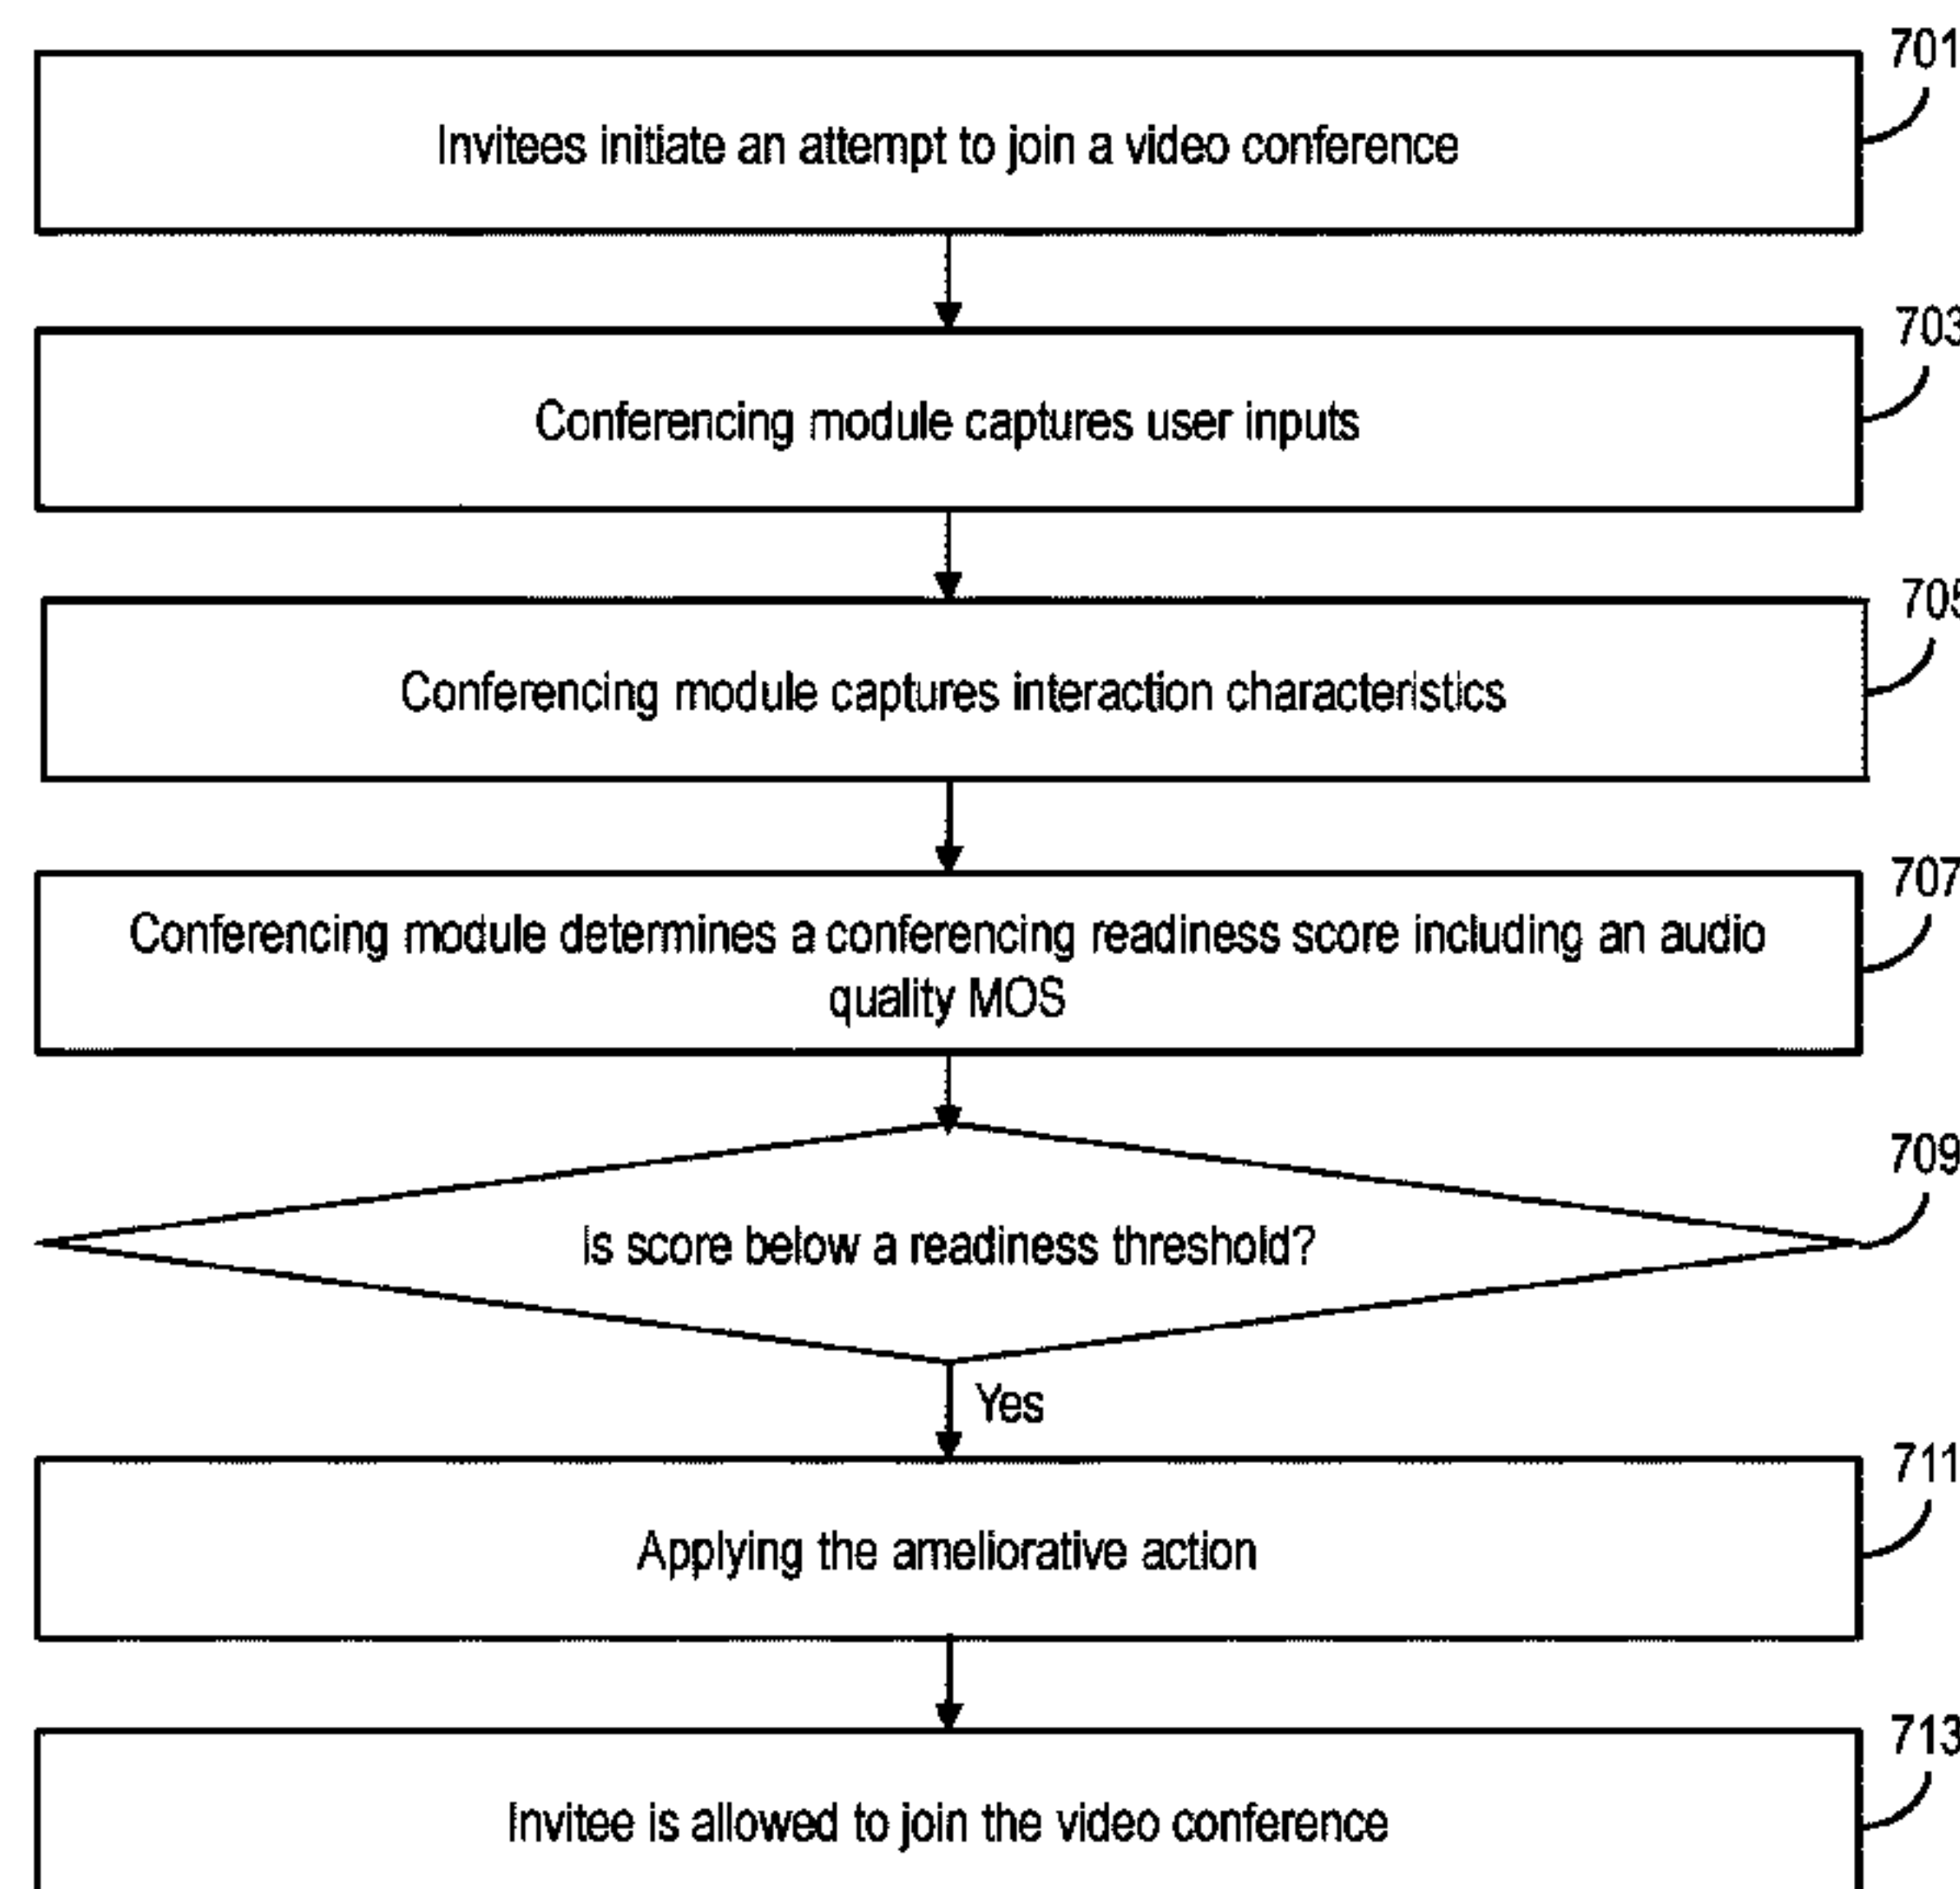 701
Invitees initiate an attempt to join a video conference
703
Conferencing module captures user inputs
705
Conferencing module captures interaction characteristics
707
Conferencing module determines a conferencing readiness score including an audio
quality MOS
709
Is score below a readiness threshold?
Yes
711
Applying the ameliorative action
713
Invitee is allowed to join the video conference